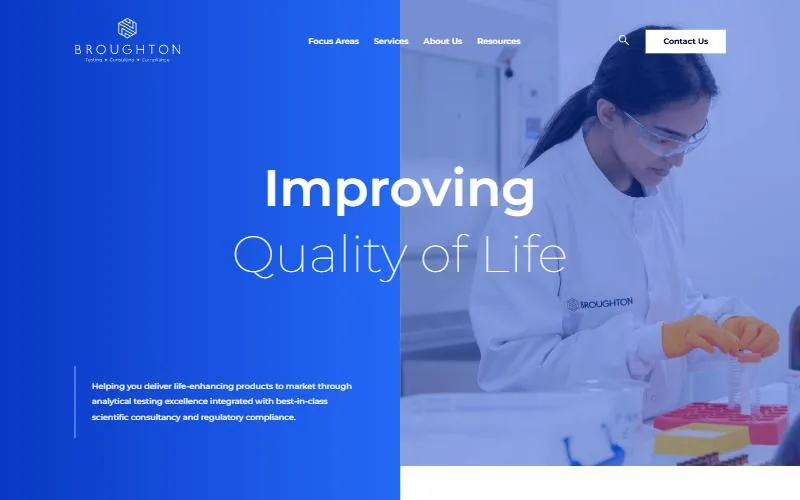 BROUGHTON
Testing • Consulting • Compliance
Focus Areas Services About Us Resources
Contact Us
Improving
Quality of Life
BROUGHTON
Helping you deliver life-enhancing products to market through
analytical testing excellence integrated with best-in-class
scientific consultancy and regulatory compliance.